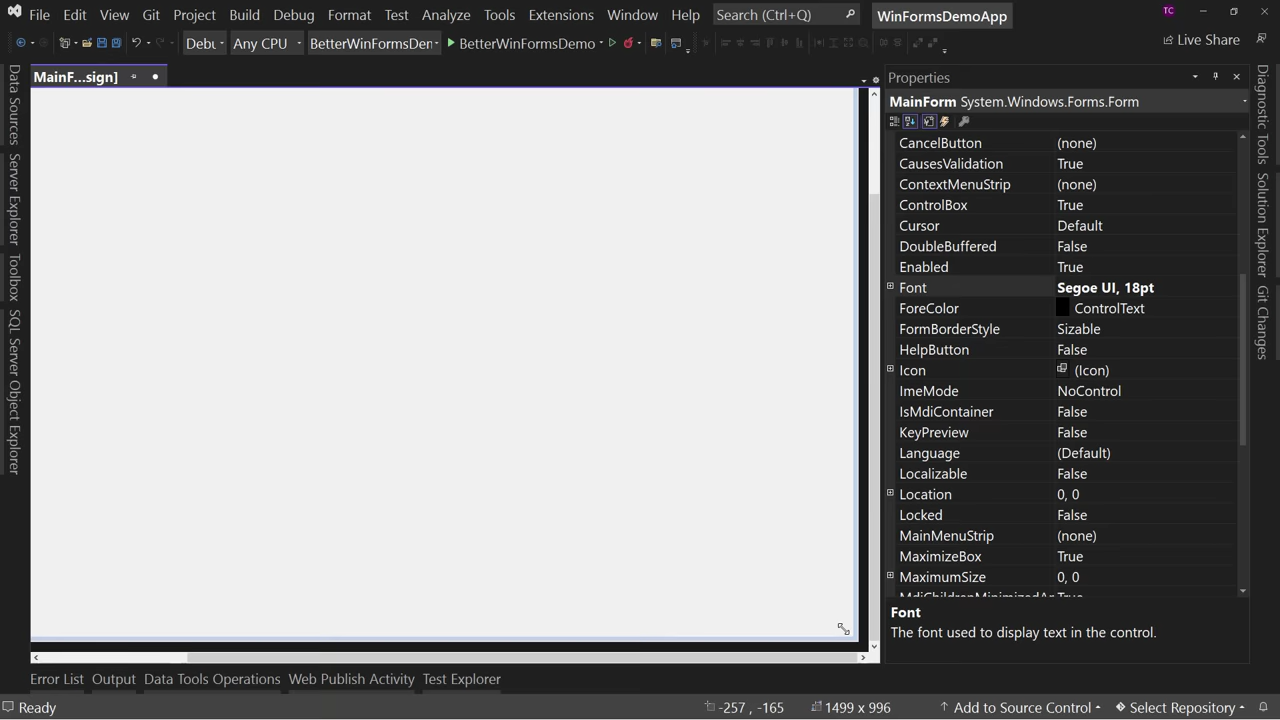 File Edit View Git Project Build Debug Format Test Analyze Tools Extensions Window Help Search (Ctrl+Q) WinFormsDemoApp TC
Debu Any CPU BetterWinFormsDer BetterWinFormsDemo Live Share
MainF...sign]
Data Sources
Server Explorer
Toolbox
SQL Server Object Explorer
Properties
MainForm System.Windows.Forms.Form
CancelButton (none)
CausesValidation True
ContextMenuStrip (none)
ControlBox True
Cursor Default
DoubleBuffered False
Enabled True
Font Segoe UI, 18pt
ForeColor ControlText
FormBorderStyle Sizable
HelpButton False
Icon (Icon)
ImeMode NoControl
IsMdiContainer False
KeyPreview False
Language (Default)
Localizable False
Location 0, 0
Locked False
MainMenuStrip (none)
MaximizeBox True
MaximumSize 0, 0
Font
The font used to display text in the control.
Diagnostic Tools
Solution Explorer
Git Changes
Error List Output Data Tools Operations Web Publish Activity Test Explorer
Ready -257 , -165 1499 x 996 Add to Source Control Select Repository